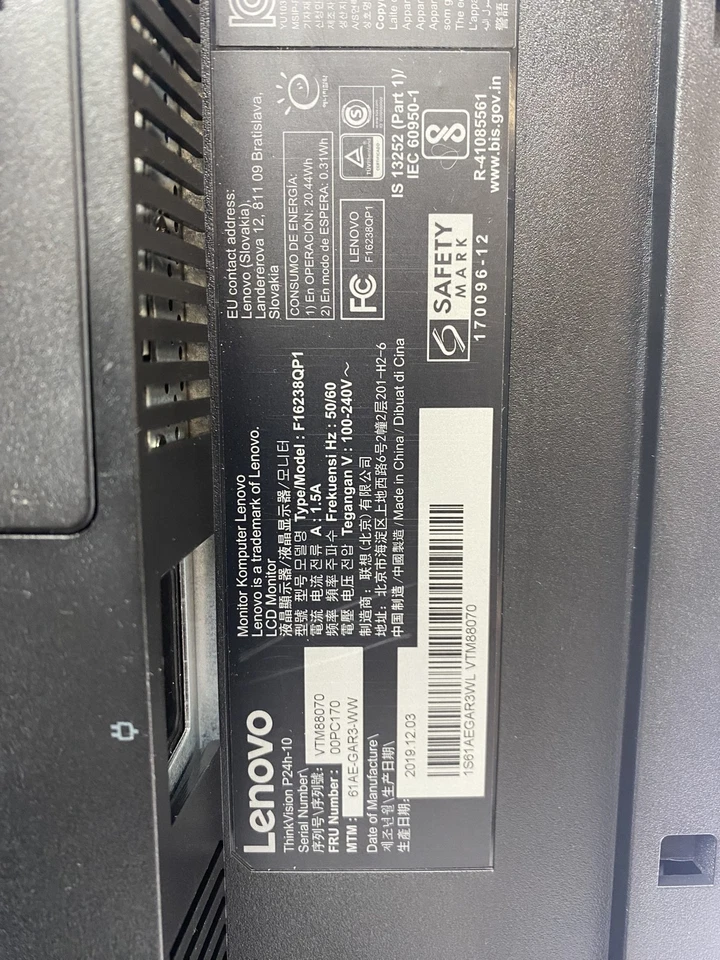 Lenovo
ThinkVision P24h-10
Serial Number\
序列号\序列號: VTM88070
FRU Number : 00PC170
MTM : 61AE-GAR3-WW
Date of Manufacture\
제조년월\生产日期\
生產日期: 2019.12.03
1S61AEGAR3WL VTM88070
Monitor Komputer Lenovo
Lenovo is a trademark of Lenovo.
LCD Monitor
液晶顯示器/液晶显示器/모니터
型號 型号 모델명 Type/Model : F16238QP1
電流 电流 전류 A : 1.5A
頻率 频率 주파수 Frekuensi Hz : 50/60
電壓 电压 전압 Tegangan V : 100-240V～
制造商: 联想(北京)有限公司
地址: 北京市海淀区上地西路6号2幢2层201-H2-6
中国制造/中國製造/Made in China/Dibuat di Cina
EU contact address:
Lenovo (Slovakia),
Landererova 12, 811 09 Bratislava,
Slovakia
CONSUMO DE ENERGÍA:
1) En OPERACIÓN: 20.44Wh
2) En modo de ESPERA: 0.31Wh
FC
LENOVO
F16238QP1
SAFETY
MARK
170096-12
IS 13252 (Part 1)/
IEC 60950-1
R-41085561
www.bis.gov.in
Copy